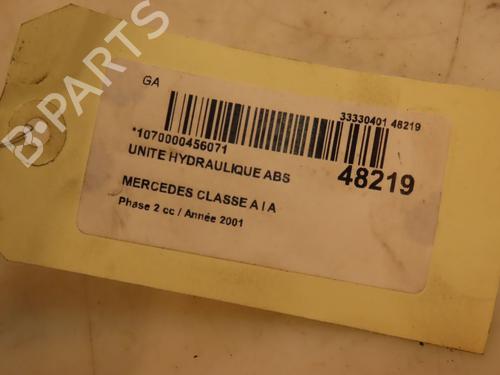 GA
33330401 48219
*1070000456071
48219
UNITE HYDRAULIQUE ABS
MERCEDES CLASSE A I A
Phase 2 cc / Année 2001
B-PARTS